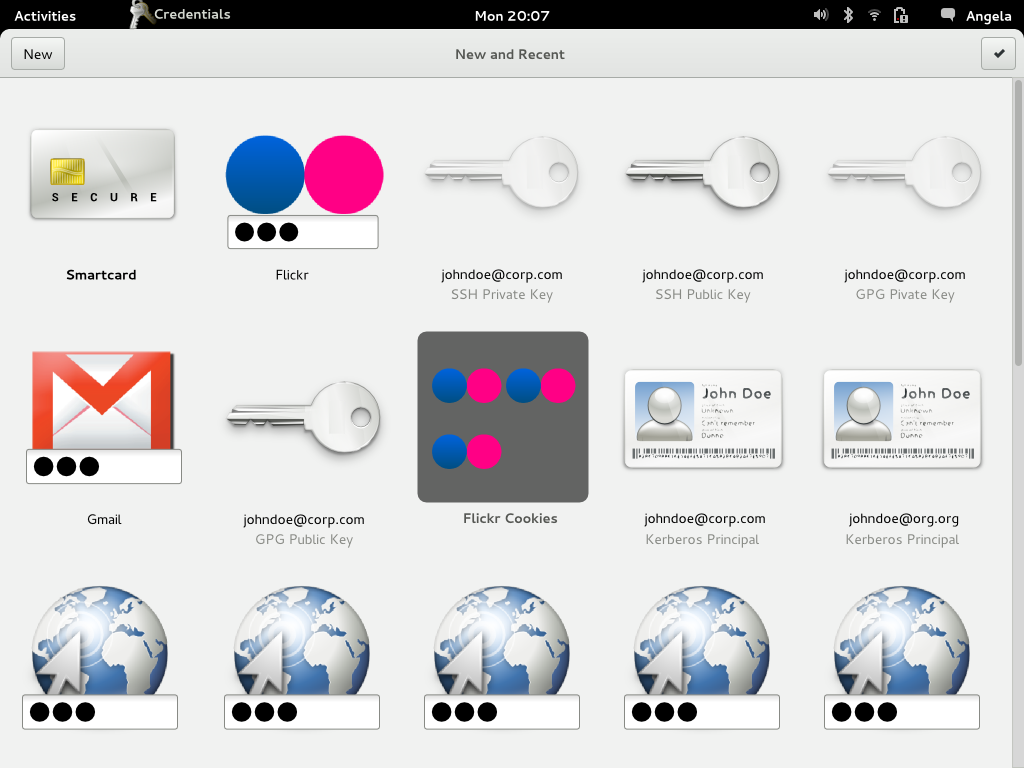 Activities
Credentials
Mon 20:07
Angela
New
New and Recent
SECURE
Smartcard
Flickr
johndoe@corp.com
SSH Private Key
johndoe@corp.com
SSH Public Key
johndoe@corp.com
GPG Pivate Key
Gmail
johndoe@corp.com
GPG Public Key
Flickr Cookies
John Doe
Unknown
Can't remember
Dunno
johndoe@corp.com
Kerberos Principal
John Doe
Unknown
Can't remember
Dunno
johndoe@org.org
Kerberos Principal